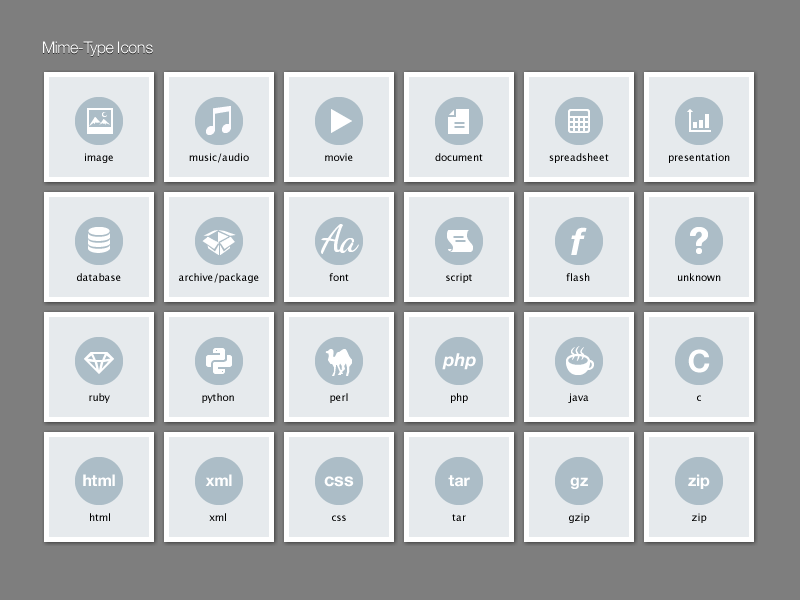 Mime-Type Icons
image
music/audio
movie
document
spreadsheet
presentation
database
archive/package
Aa
font
script
f
flash
?
unknown
ruby
python
perl
php
php
java
C
c
html
html
xml
xml
css
css
tar
tar
gz
gzip
zip
zip